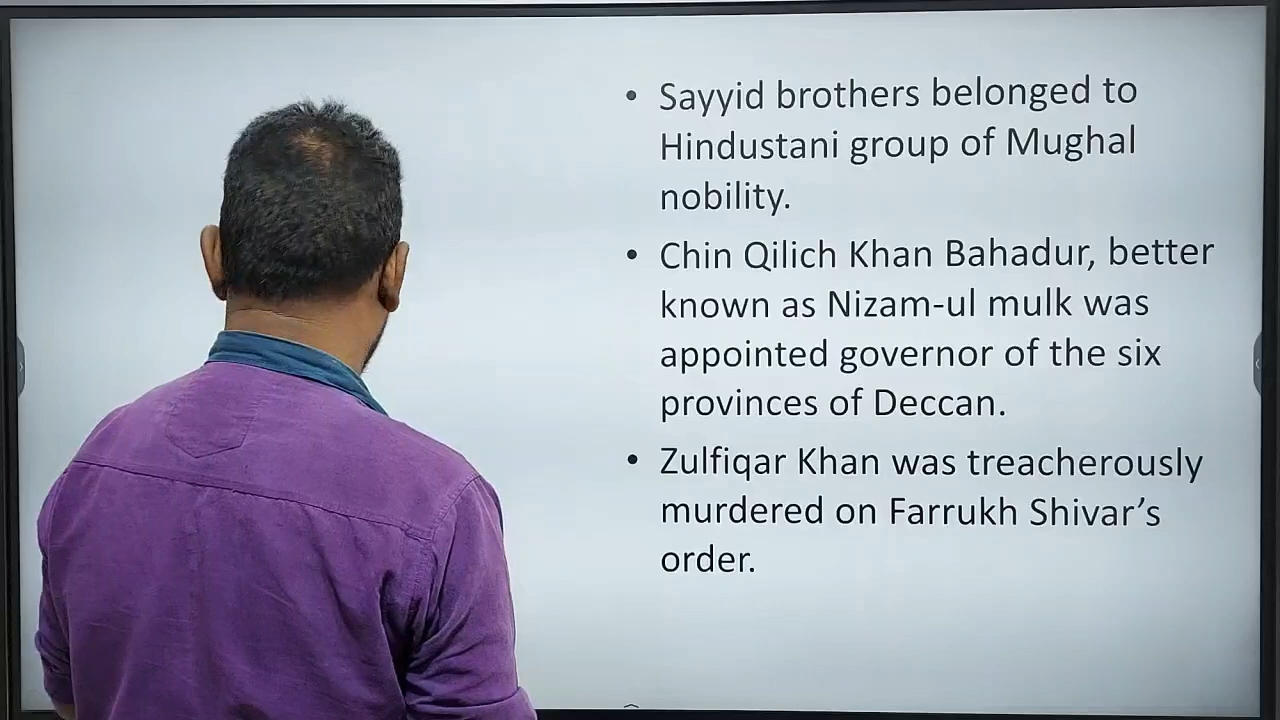 • Sayyid brothers belonged to
Hindustani group of Mughal
nobility.
• Chin Qilich Khan Bahadur, better
known as Nizam-ul mulk was
appointed governor of the six
provinces of Deccan.
• Zulfiqar Khan was treacherously
murdered on Farrukh Shivar’s
order.